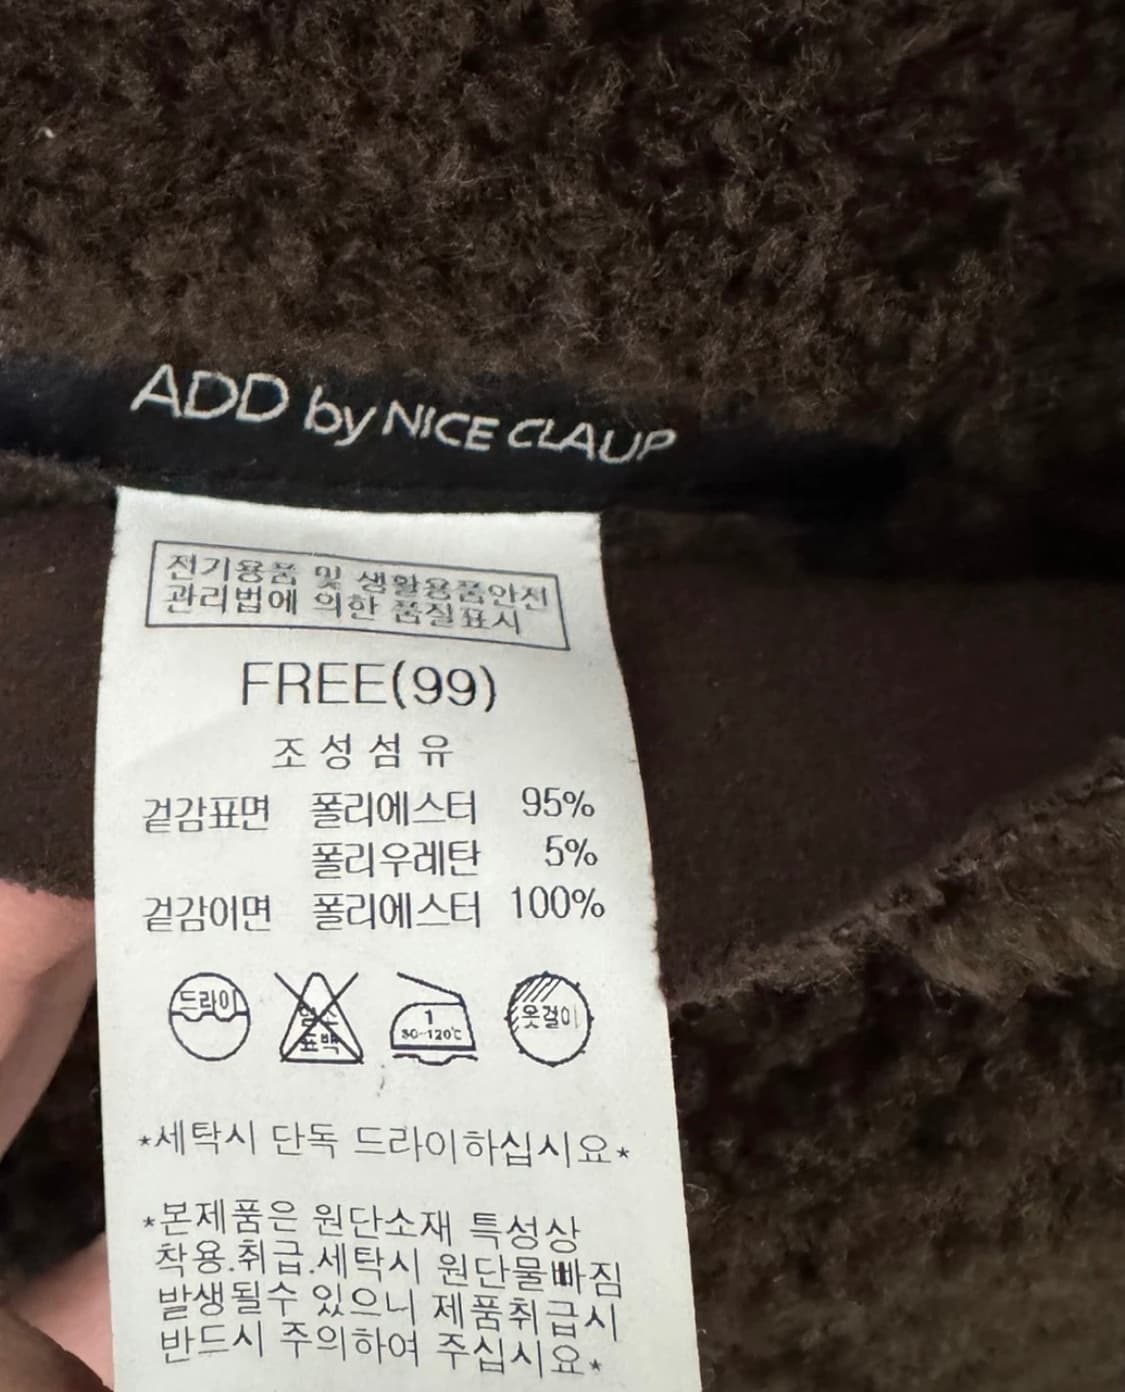 ADD by NICE CLAUP
전기용품 및 생활용품안전
관리법에 의한 품질표시
FREE(99)
조성섬유
겉감표면 폴리에스터 95%
폴리우레탄 5%
겉감이면 폴리에스터 100%
드라이
표백
1
80~120℃
옷걸이
*세탁시 단독 드라이하십시요*
*본제품은 원단소재 특성상
착용.취급.세탁시 원단물빠짐
발생될수 있으니 제품취급시
반드시 주의하여 주십시요*